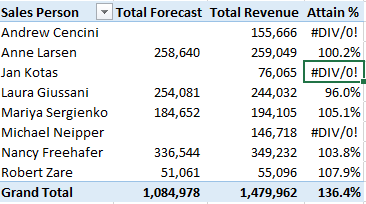 Sales Person Total Forecast Total Revenue Attain %
Andrew Cencini 155,666 #DIV/0!
Anne Larsen 258,640 259,049 100.2%
Jan Kotas 76,065 #DIV/0!
Laura Giussani 254,081 244,032 96.0%
Mariya Sergienko 184,652 194,105 105.1%
Michael Neipper 146,718 #DIV/0!
Nancy Freehafer 336,544 349,232 103.8%
Robert Zare 51,061 55,096 107.9%
Grand Total 1,084,978 1,479,962 136.4%